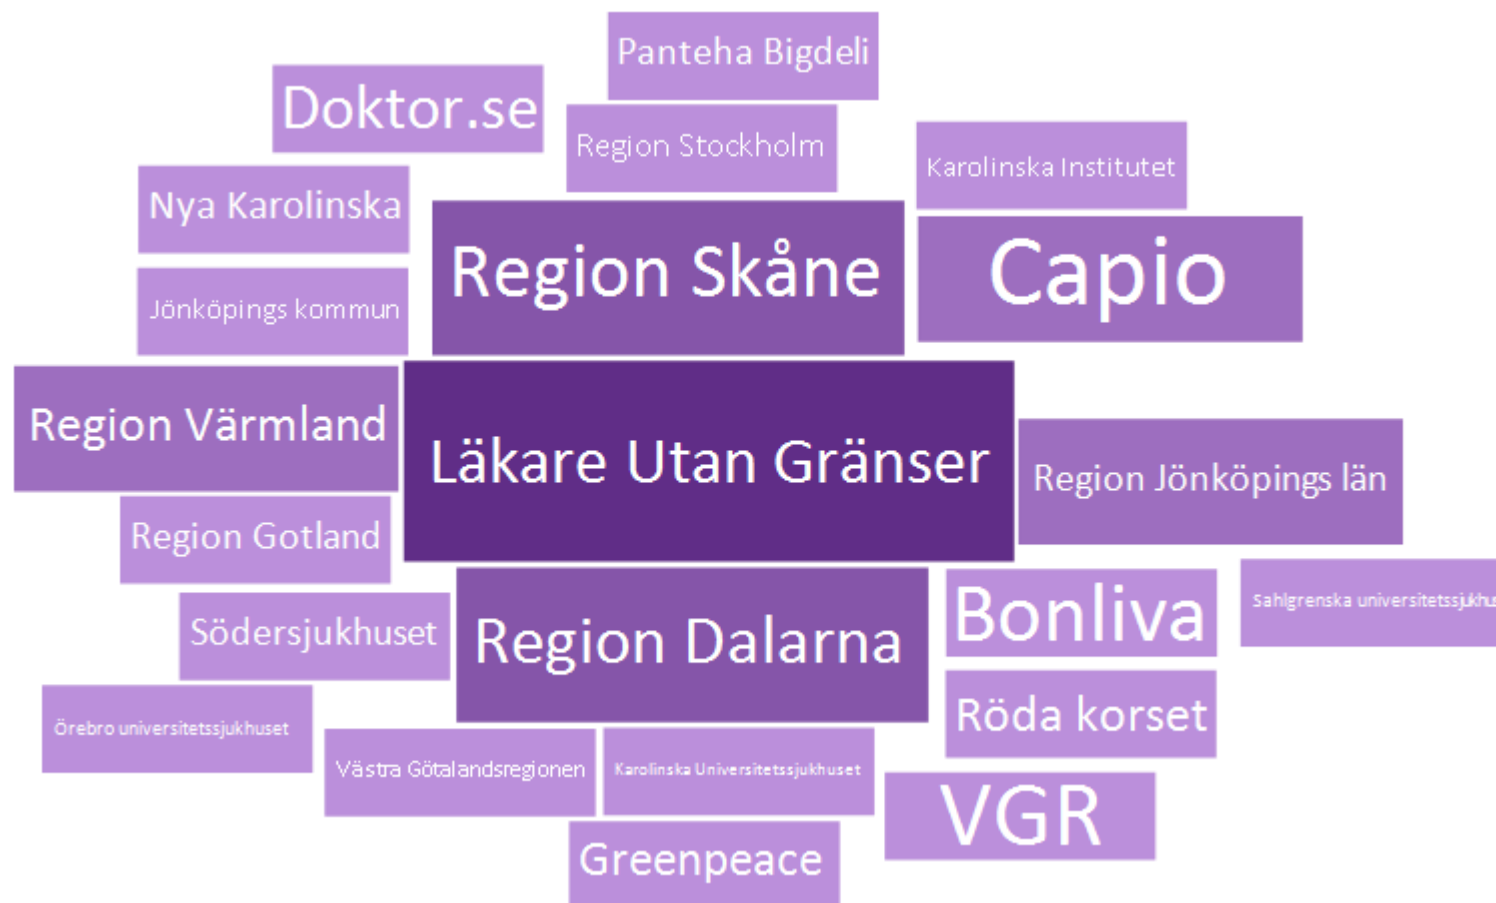 Panteha Bigdeli
Doktor.se
Region Stockholm
Karolinska Institutet
Nya Karolinska
Region Skåne
Capio
Jönköpings kommun
Region Värmland
Läkare Utan Gränser
Region Jönköpings län
Region Gotland
Södersjukhuset
Region Dalarna
Bonliva
Sahlgrenska
Röda korset
Örebro universitetssjukhuset
Västra Götalandsregionen
Karolinska Universitetssjukhuset
VGR
Greenpeace